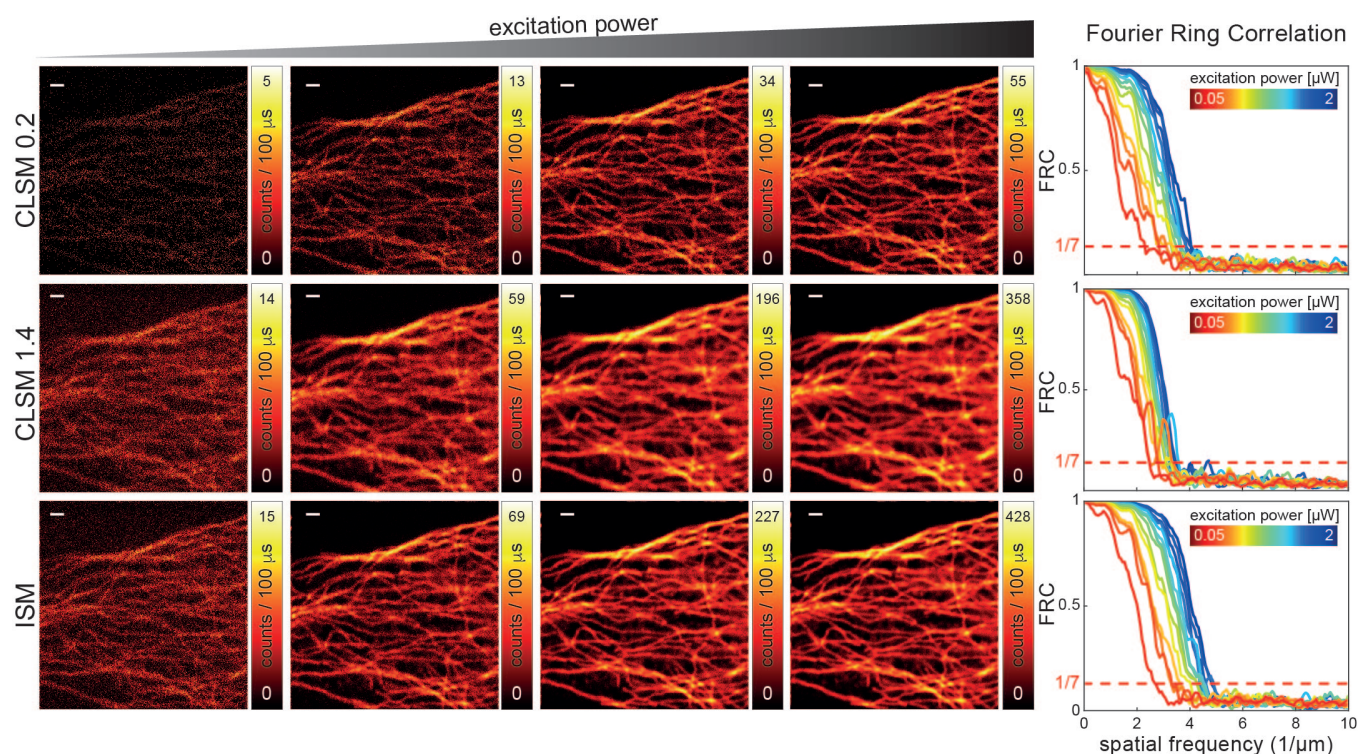 excitation power
Fourier Ring Correlation
CLSM 0.2
5
counts / 100 µs
0
13
counts / 100 µs
0
34
counts / 100 µs
0
55
counts / 100 µs
0
FRC
1
0.5
1/7
excitation power [µW]
0.05 2
CLSM 1.4
14
counts / 100 µs
0
59
counts / 100 µs
0
196
counts / 100 µs
0
358
counts / 100 µs
0
FRC
1
0.5
1/7
excitation power [µW]
0.05 2
ISM
15
counts / 100 µs
0
69
counts / 100 µs
0
227
counts / 100 µs
0
428
counts / 100 µs
0
FRC
1
0.5
1/7
0
excitation power [µW]
0.05 2
0 2 4 6 8 10
spatial frequency (1/µm)